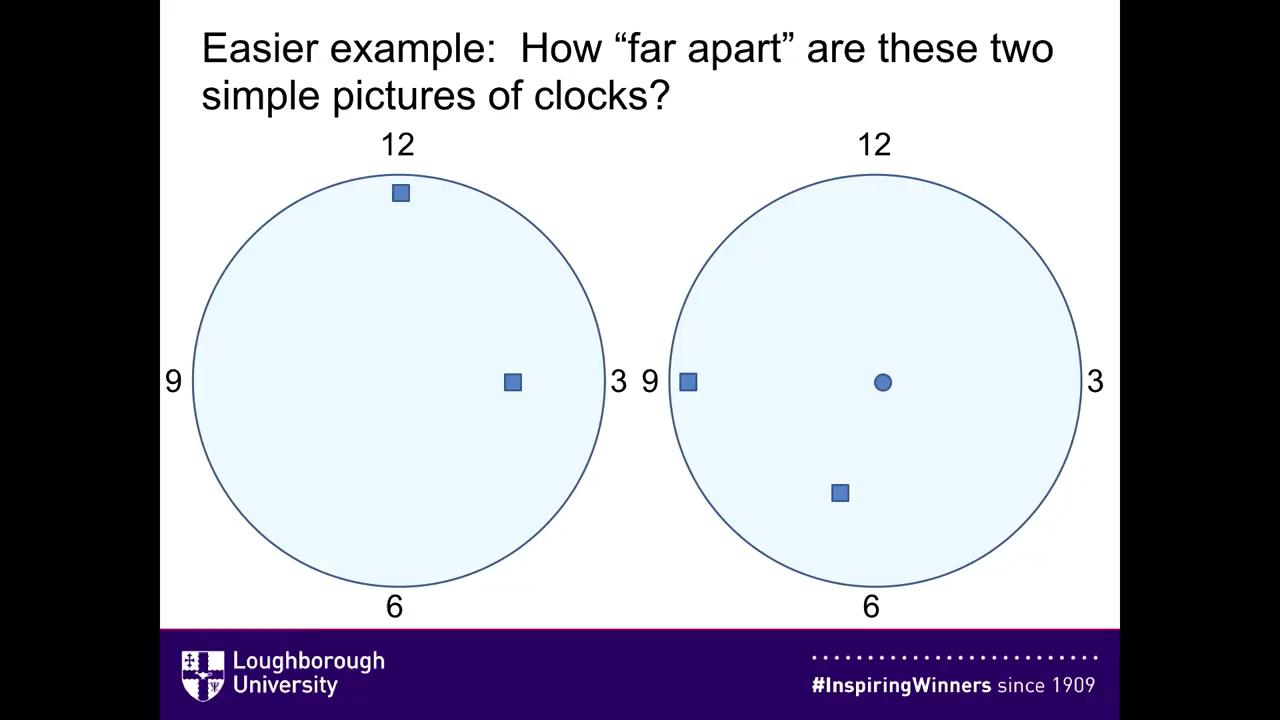 Easier example:  How “far apart” are these two
simple pictures of clocks?
12
9
3
6
12
9
3
6
Loughborough
University
#InspiringWinners since 1909